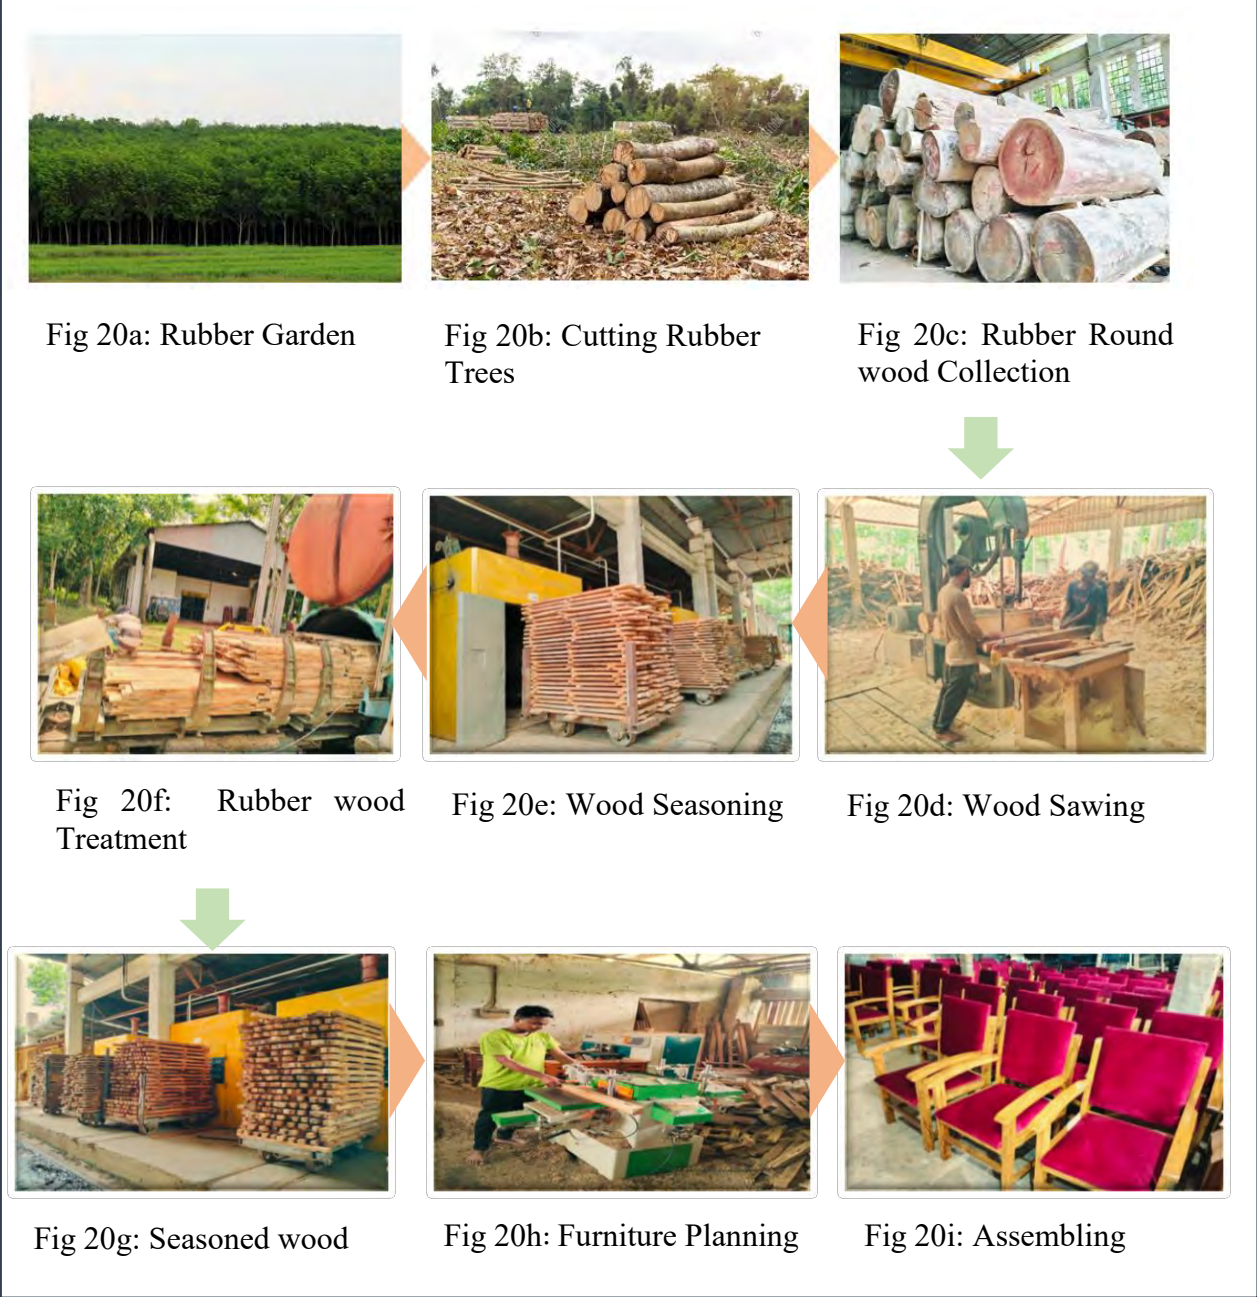 Fig 20a: Rubber Garden
Fig 20b: Cutting Rubber
Trees
Fig 20c: Rubber Round
wood Collection
Fig 20f: Rubber wood
Treatment
Fig 20e: Wood Seasoning
Fig 20d: Wood Sawing
Fig 20g: Seasoned wood
Fig 20h: Furniture Planning
Fig 20i: Assembling